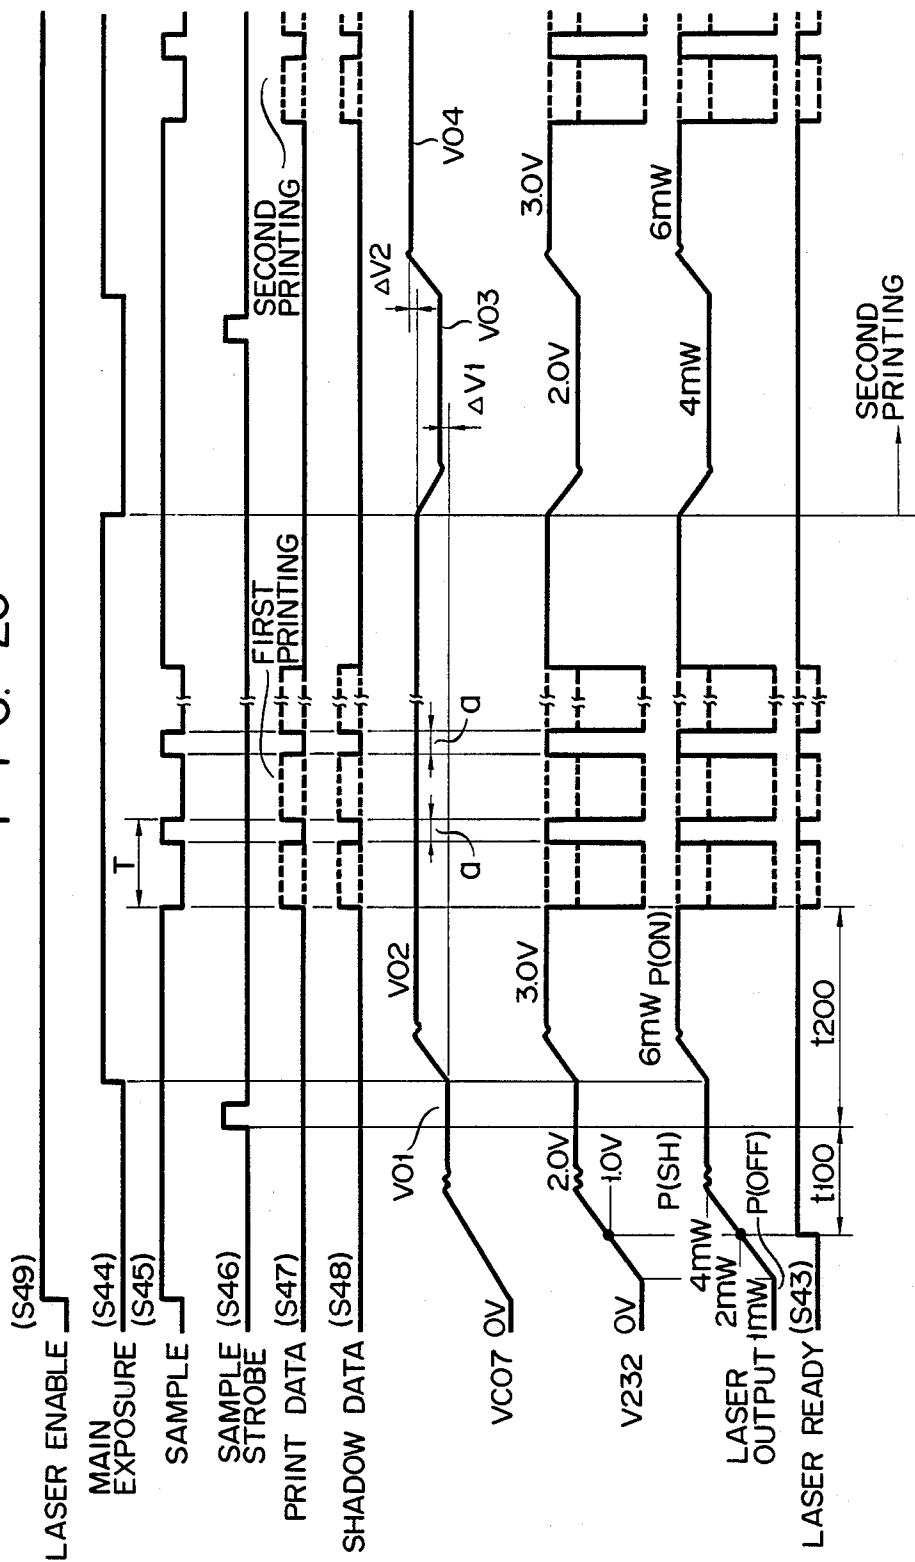 LASER ENABLE (S49)
MAIN
EXPOSURE (S44)
SAMPLE (S45)
SAMPLE
STROBE (S46)
PRINT DATA (S47)
SHADOW DATA (S48)
VC07 0V
V01
V02
V03
V04
ΔV1
ΔV2
T
a
a
FIRST
PRINTING
SECOND
PRINTING
V232 0V
1.0V
2.0V
3.0V
2.0V
3.0V
LASER
OUTPUT
1mW
2mW
4mW
P(OFF)
P(SH)
6mW P(ON)
4mW
6mW
LASER READY (S43)
t100
t200
SECOND
PRINTING